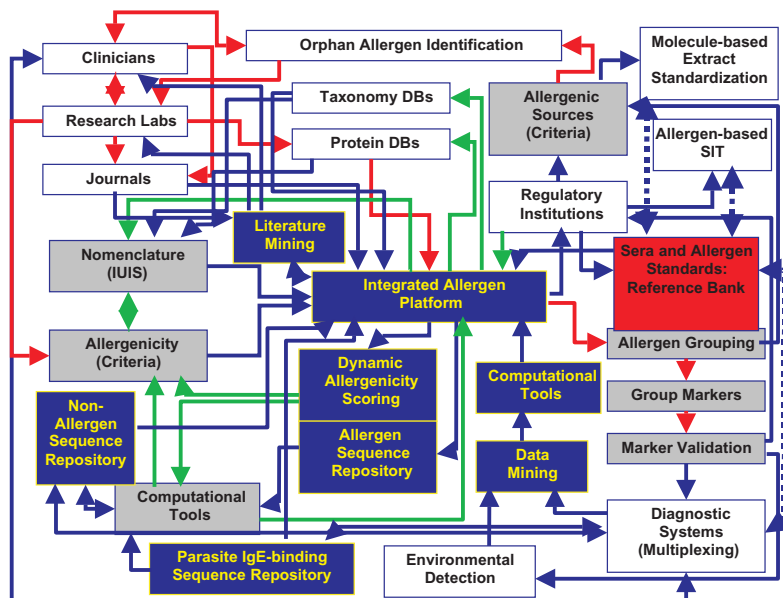 Orphan Allergen Identification
Clinicians
Molecule-based
Extract
Standardization
Taxonomy DBs
Allergenic
Sources
(Criteria)
Research Labs
Protein DBs
Allergen-based
SIT
Journals
Regulatory
Institutions
Literature
Mining
Nomenclature
(IUIS)
Sera and Allergen
Standards:
Reference Bank
Integrated Allergen
Platform
Allergenicity
(Criteria)
Allergen Grouping
Dynamic
Allergenicity
Scoring
Computational
Tools
Group Markers
Non-
Allergen
Sequence
Repository
Allergen Sequence
Repository
Data
Mining
Marker Validation
Computational
Tools
Diagnostic
Systems
(Multiplexing)
Parasite IgE-binding
Sequence Repository
Environmental
Detection